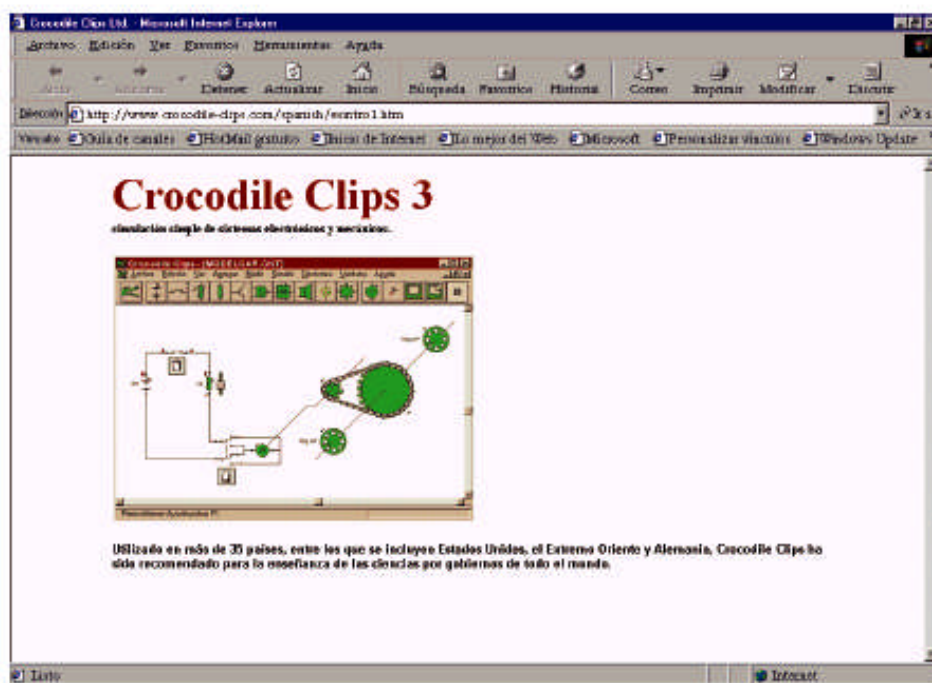 Crocodile Clips Ltd. - Microsoft Internet Explorer
Archivo Edición Ver Favoritos Herramientas Ayuda
Detener Actualizar Inicio Búsqueda Favoritos Historial Correo Imprimir Modificar Discutir
Dirección http://www.crocodile-clips.com/spanish/scntro1.htm
Vínculos Guía de canales HotMail gratuito Inicio de Internet Lo mejor del Web Microsoft Personalizar vínculos Windows Update
Crocodile Clips 3
simulación simple de sistemas electrónicos y mecánicos.
Utilizado en más de 35 países, entre los que se incluyen Estados Unidos, el Extremo Oriente y Alemania, Crocodile Clips ha
sido recomendado para la enseñanza de las ciencias por gobiernos de todo el mundo.
Listo Internet